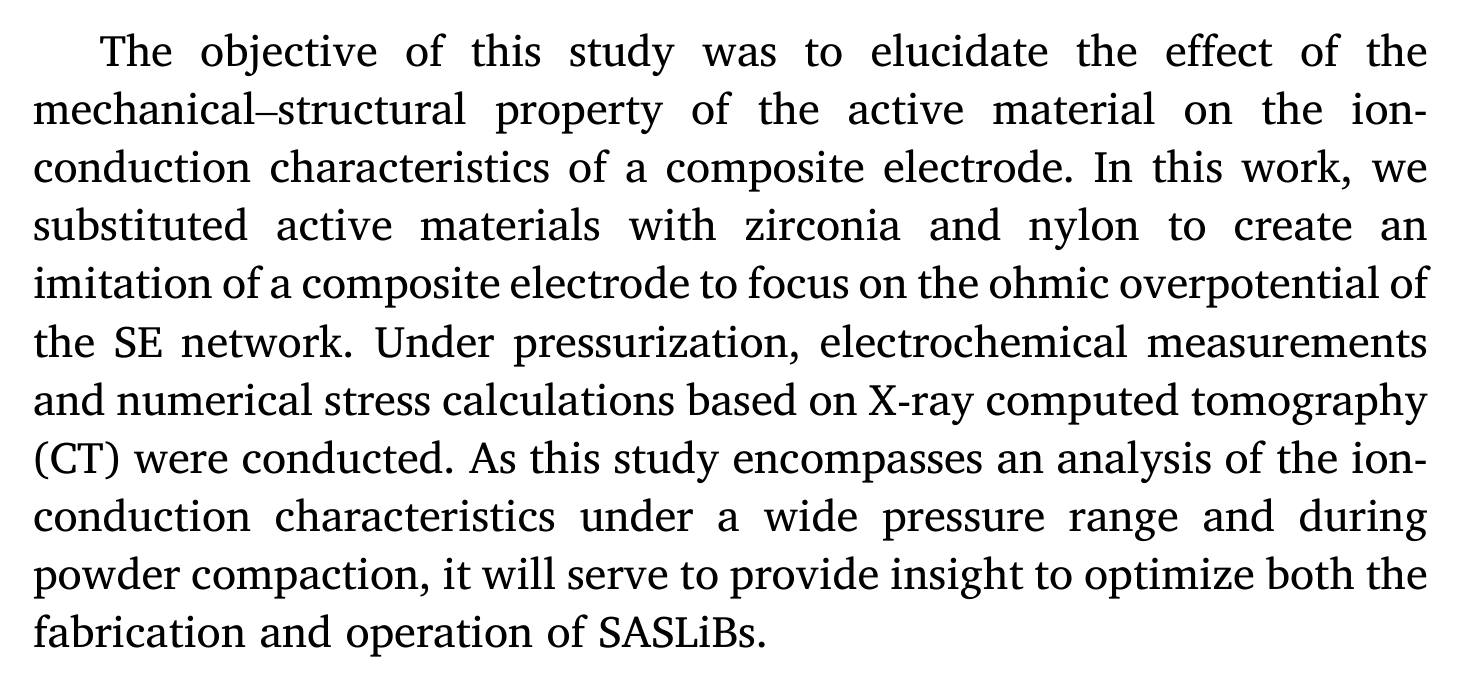 The objective of this study was to elucidate the effect of the
mechanical–structural property of the active material on the ion-
conduction characteristics of a composite electrode. In this work, we
substituted active materials with zirconia and nylon to create an
imitation of a composite electrode to focus on the ohmic overpotential of
the SE network. Under pressurization, electrochemical measurements
and numerical stress calculations based on X-ray computed tomography
(CT) were conducted. As this study encompasses an analysis of the ion-
conduction characteristics under a wide pressure range and during
powder compaction, it will serve to provide insight to optimize both the
fabrication and operation of SASLiBs.